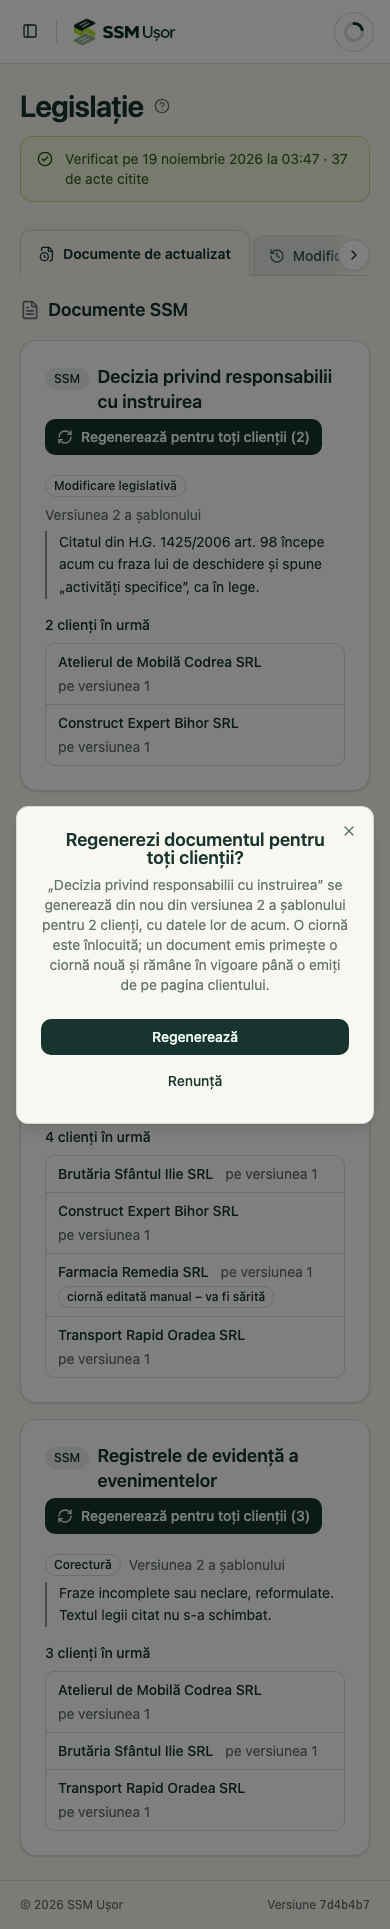 SSM Ușor
Legislație
Verificat pe 19 noiembrie 2026 la 03:47 · 37
de acte citite
Documente de actualizat
Modific
Documente SSM
SSM
Decizia privind responsabilii
cu instruirea
Regenerează pentru toți clienții (2)
Modificare legislativă
Versiunea 2 a șablonului
Citatul din H.G. 1425/2006 art. 98 începe
acum cu fraza lui de deschidere și spune
„activități specifice”, ca în lege.
2 clienți în urmă
Atelierul de Mobilă Codrea SRL
pe versiunea 1
Construct Expert Bihor SRL
pe versiunea 1
Regenerezi documentul pentru
toți clienții?
„Decizia privind responsabilii cu instruirea” se
generează din nou din versiunea 2 a șablonului
pentru 2 clienți, cu datele lor de acum. O ciornă
este înlocuită; un document emis primește o
ciornă nouă și rămâne în vigoare până o emiți
de pe pagina clientului.
Regenerează
Renunță
4 clienți în urmă
Brutăria Sfântul Ilie SRL pe versiunea 1
Construct Expert Bihor SRL
pe versiunea 1
Farmacia Remedia SRL pe versiunea 1
ciornă editată manual – va fi sărită
Transport Rapid Oradea SRL
pe versiunea 1
SSM
Registrele de evidență a
evenimentelor
Regenerează pentru toți clienții (3)
Corectură Versiunea 2 a șablonului
Fraze incomplete sau neclare, reformulate.
Textul legii citat nu s-a schimbat.
3 clienți în urmă
Atelierul de Mobilă Codrea SRL
pe versiunea 1
Brutăria Sfântul Ilie SRL pe versiunea 1
Transport Rapid Oradea SRL
pe versiunea 1
© 2026 SSM Ușor
Versiune 7d4b4b7